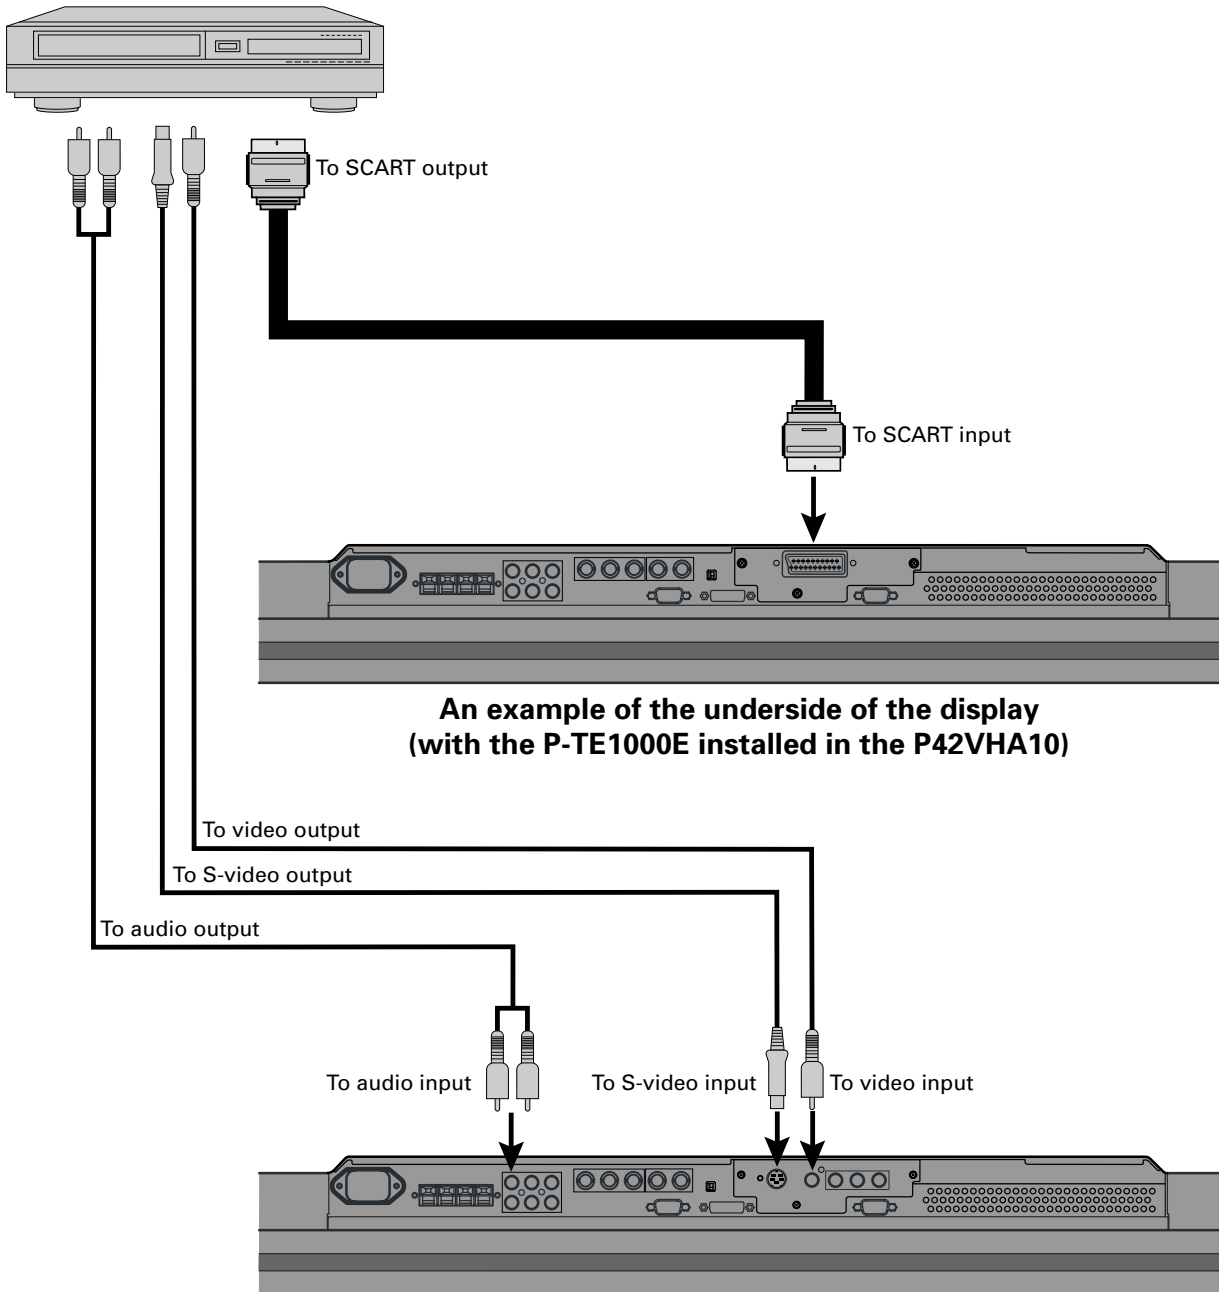 To SCART output
To SCART input
An example of the underside of the display
(with the P-TE1000E installed in the P42VHA10)
To video output
To S-video output
To audio output
To audio input
To S-video input
To video input